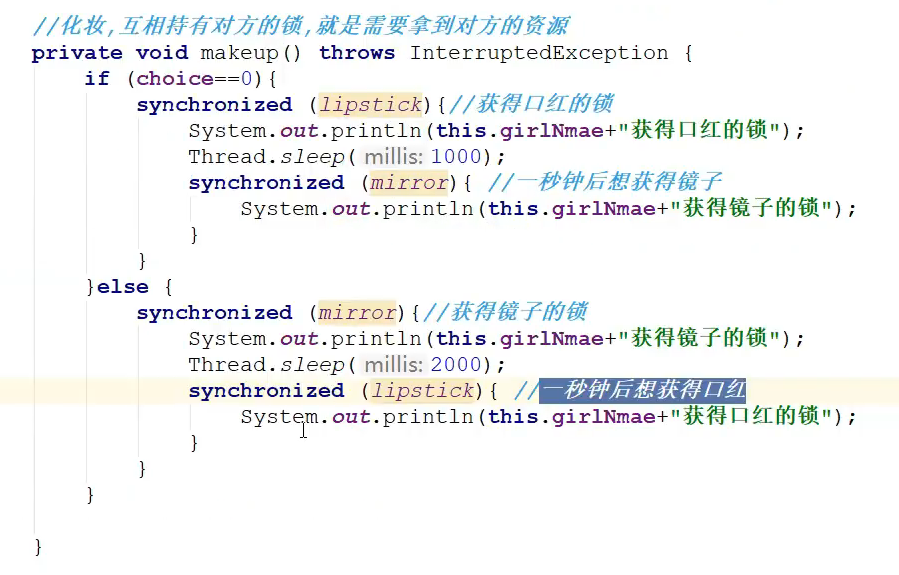 //化妆,互相持有对方的锁,就是需要拿到对方的资源
private void makeup() throws InterruptedException {
if (choice==0){
synchronized (lipstick){//获得口红的锁
System.out.println(this.girlNmae+"获得口红的锁");
Thread.sleep( millis: 1000);
synchronized (mirror){ //一秒钟后想获得镜子
System.out.println(this.girlNmae+"获得镜子的锁");
}
}
}else {
synchronized (mirror){//获得镜子的锁
System.out.println(this.girlNmae+"获得镜子的锁");
Thread.sleep( millis: 2000);
synchronized (lipstick){ //一秒钟后想获得口红
System.out.println(this.girlNmae+"获得口红的锁");
}
}
}
}